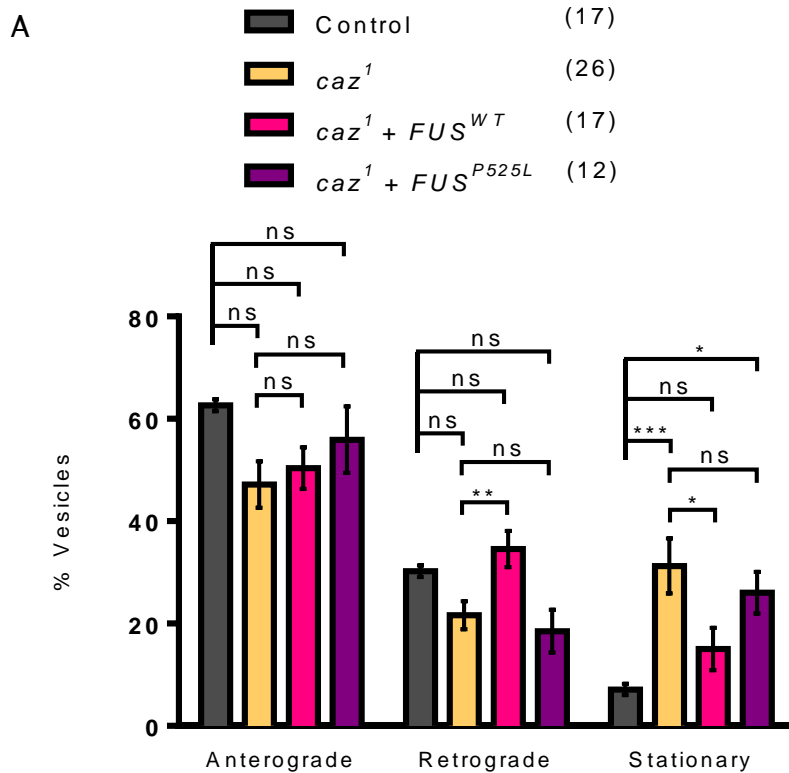 A
Control (17)
caz¹ (26)
caz¹ + FUSᵂᵀ (17)
caz¹ + FUSᴾ⁵²⁵ᴸ (12)
ns
ns
ns
ns
ns
ns
ns
ns
ns
**
*
ns
***
ns
*
% Vesicles
80
60
40
20
0
Anterograde Retrograde Stationary